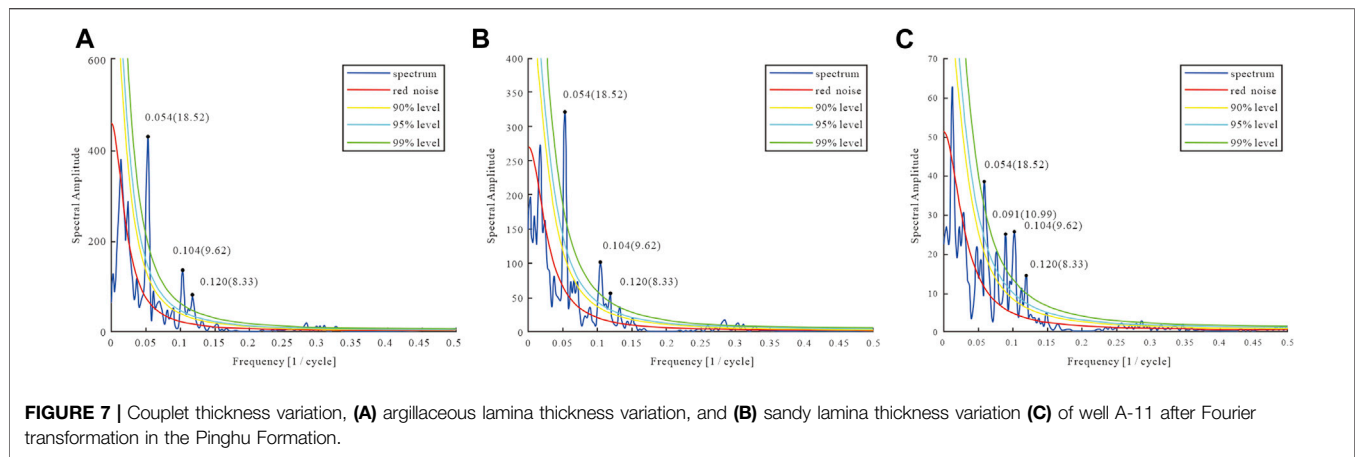 A
600
400
200
0
Spectral Amplitude
0.054(18.52)
0.104(9.62)
0.120(8.33)
spectrum
red noise
90% level
95% level
99% level
0 0.05 0.1 0.15 0.2 0.25 0.3 0.35 0.4 0.45 0.5
Frequency [1 / cycle]
B
400
350
300
250
200
150
100
50
0
Spectral Amplitude
0.054(18.52)
0.104(9.62)
0.120(8.33)
spectrum
red noise
90% level
95% level
99% level
0 0.05 0.1 0.15 0.2 0.25 0.3 0.35 0.4 0.45 0.5
Frequency [1 / cycle]
C
70
60
50
40
30
20
10
0
Spectral Amplitude
0.054(18.52)
0.091(10.99)
0.104(9.62)
0.120(8.33)
spectrum
red noise
90% level
95% level
99% level
0 0.05 0.1 0.15 0.2 0.25 0.3 0.35 0.4 0.45 0.5
Frequency [1 / cycle]
FIGURE 7 | Couplet thickness variation, (A) argillaceous lamina thickness variation, and (B) sandy lamina thickness variation (C) of well A-11 after Fourier
transformation in the Pinghu Formation.